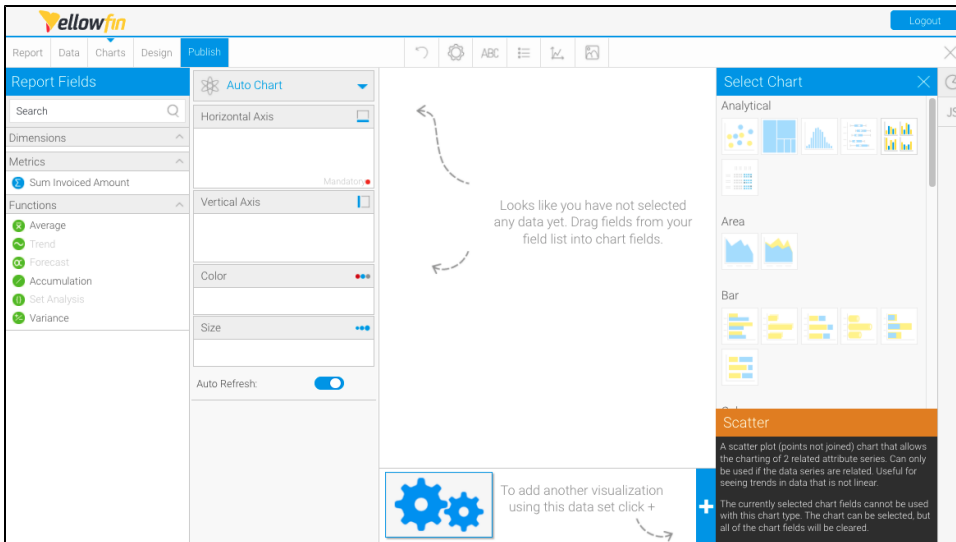 Yellowfin
Logout
Report Data Charts Design Publish
ABC
Report Fields
Search
Dimensions
Metrics
Sum Invoiced Amount
Functions
Average
Trend
Forecast
Accumulation
Set Analysis
Variance
Auto Chart
Horizontal Axis
Mandatory
Vertical Axis
Color
Size
Auto Refresh:
Looks like you have not selected
any data yet. Drag fields from your
field list into chart fields.
To add another visualization
using this data set click +
Select Chart
JS
Analytical
Area
Bar
Scatter
A scatter plot (points not joined) chart that allows
the charting of 2 related attribute series. Can only
be used if the data series are related. Useful for
seeing trends in data that is not linear.
The currently selected chart fields cannot be used
with this chart type. The chart can be selected, but
all of the chart fields will be cleared.